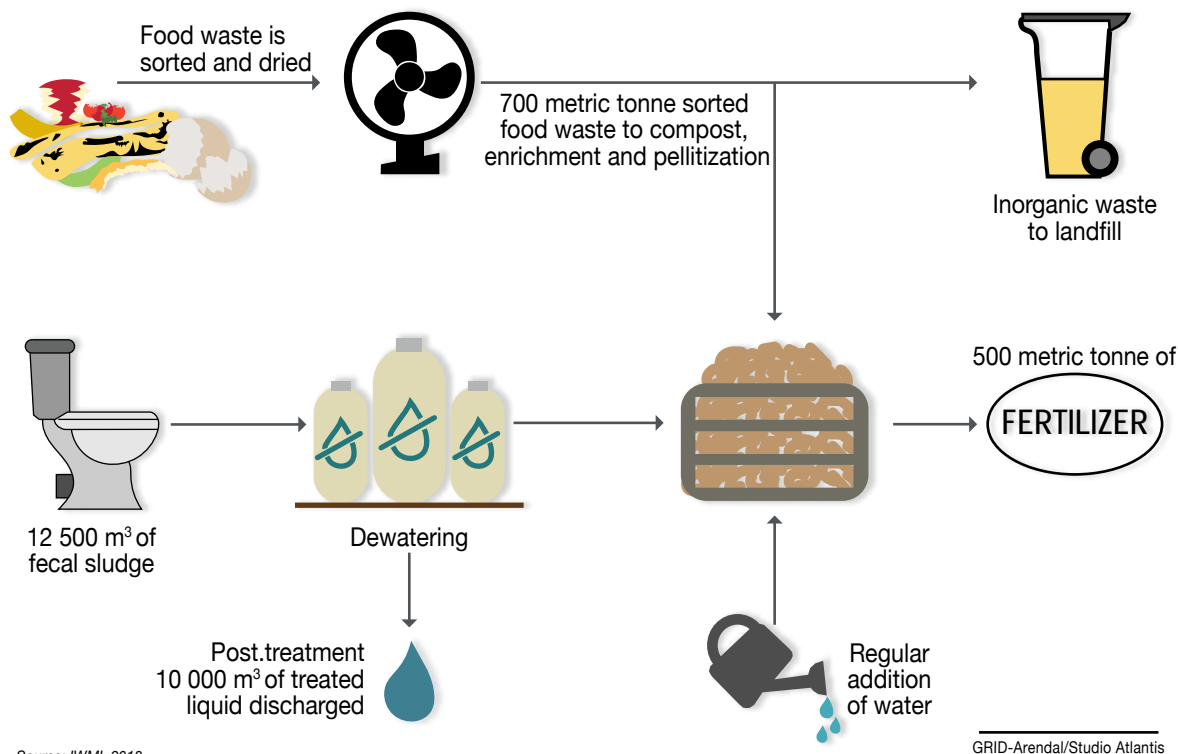 Food waste is
sorted and dried
700 metric tonne sorted
food waste to compost,
enrichment and pellitization
Inorganic waste
to landfill
12 500 m³ of
fecal sludge
Dewatering
500 metric tonne of
FERTILIZER
Post.treatment
10 000 m³ of treated
liquid discharged
Regular
addition
of water
GRID-Arendal/Studio Atlantis